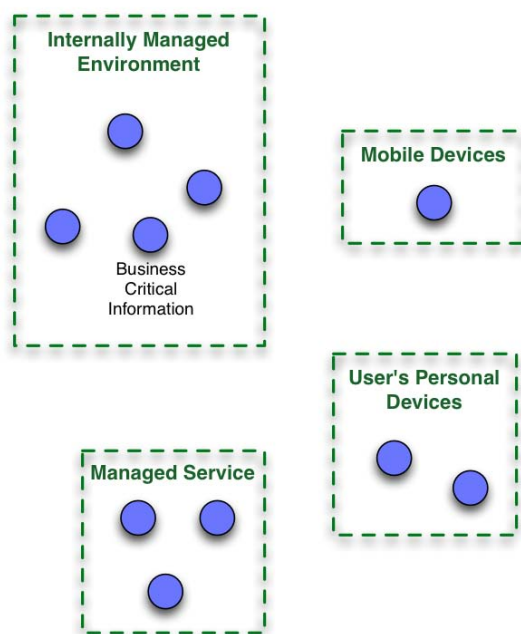 Internally Managed
Environment
Business
Critical
Information
Mobile Devices
User's Personal
Devices
Managed Service